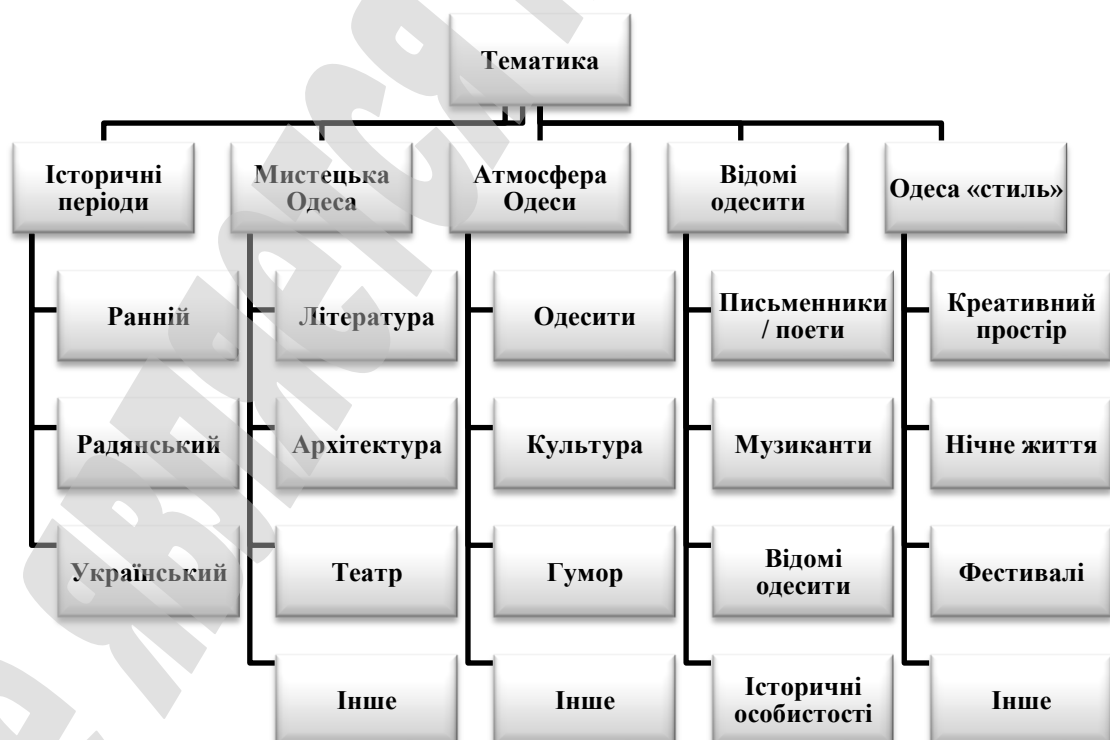 Тематика
Історичні
періоди
Мистецька
Одеса
Атмосфера
Одеси
Відомі
одесити
Одеса «стиль»
Ранній
Література
Одесити
Письменники
/ поети
Креативний
простір
Радянський
Архітектура
Культура
Музиканти
Нічне життя
Український
Театр
Гумор
Відомі
одесити
Фестивалі
Інше
Інше
Історичні
особистості
Інше